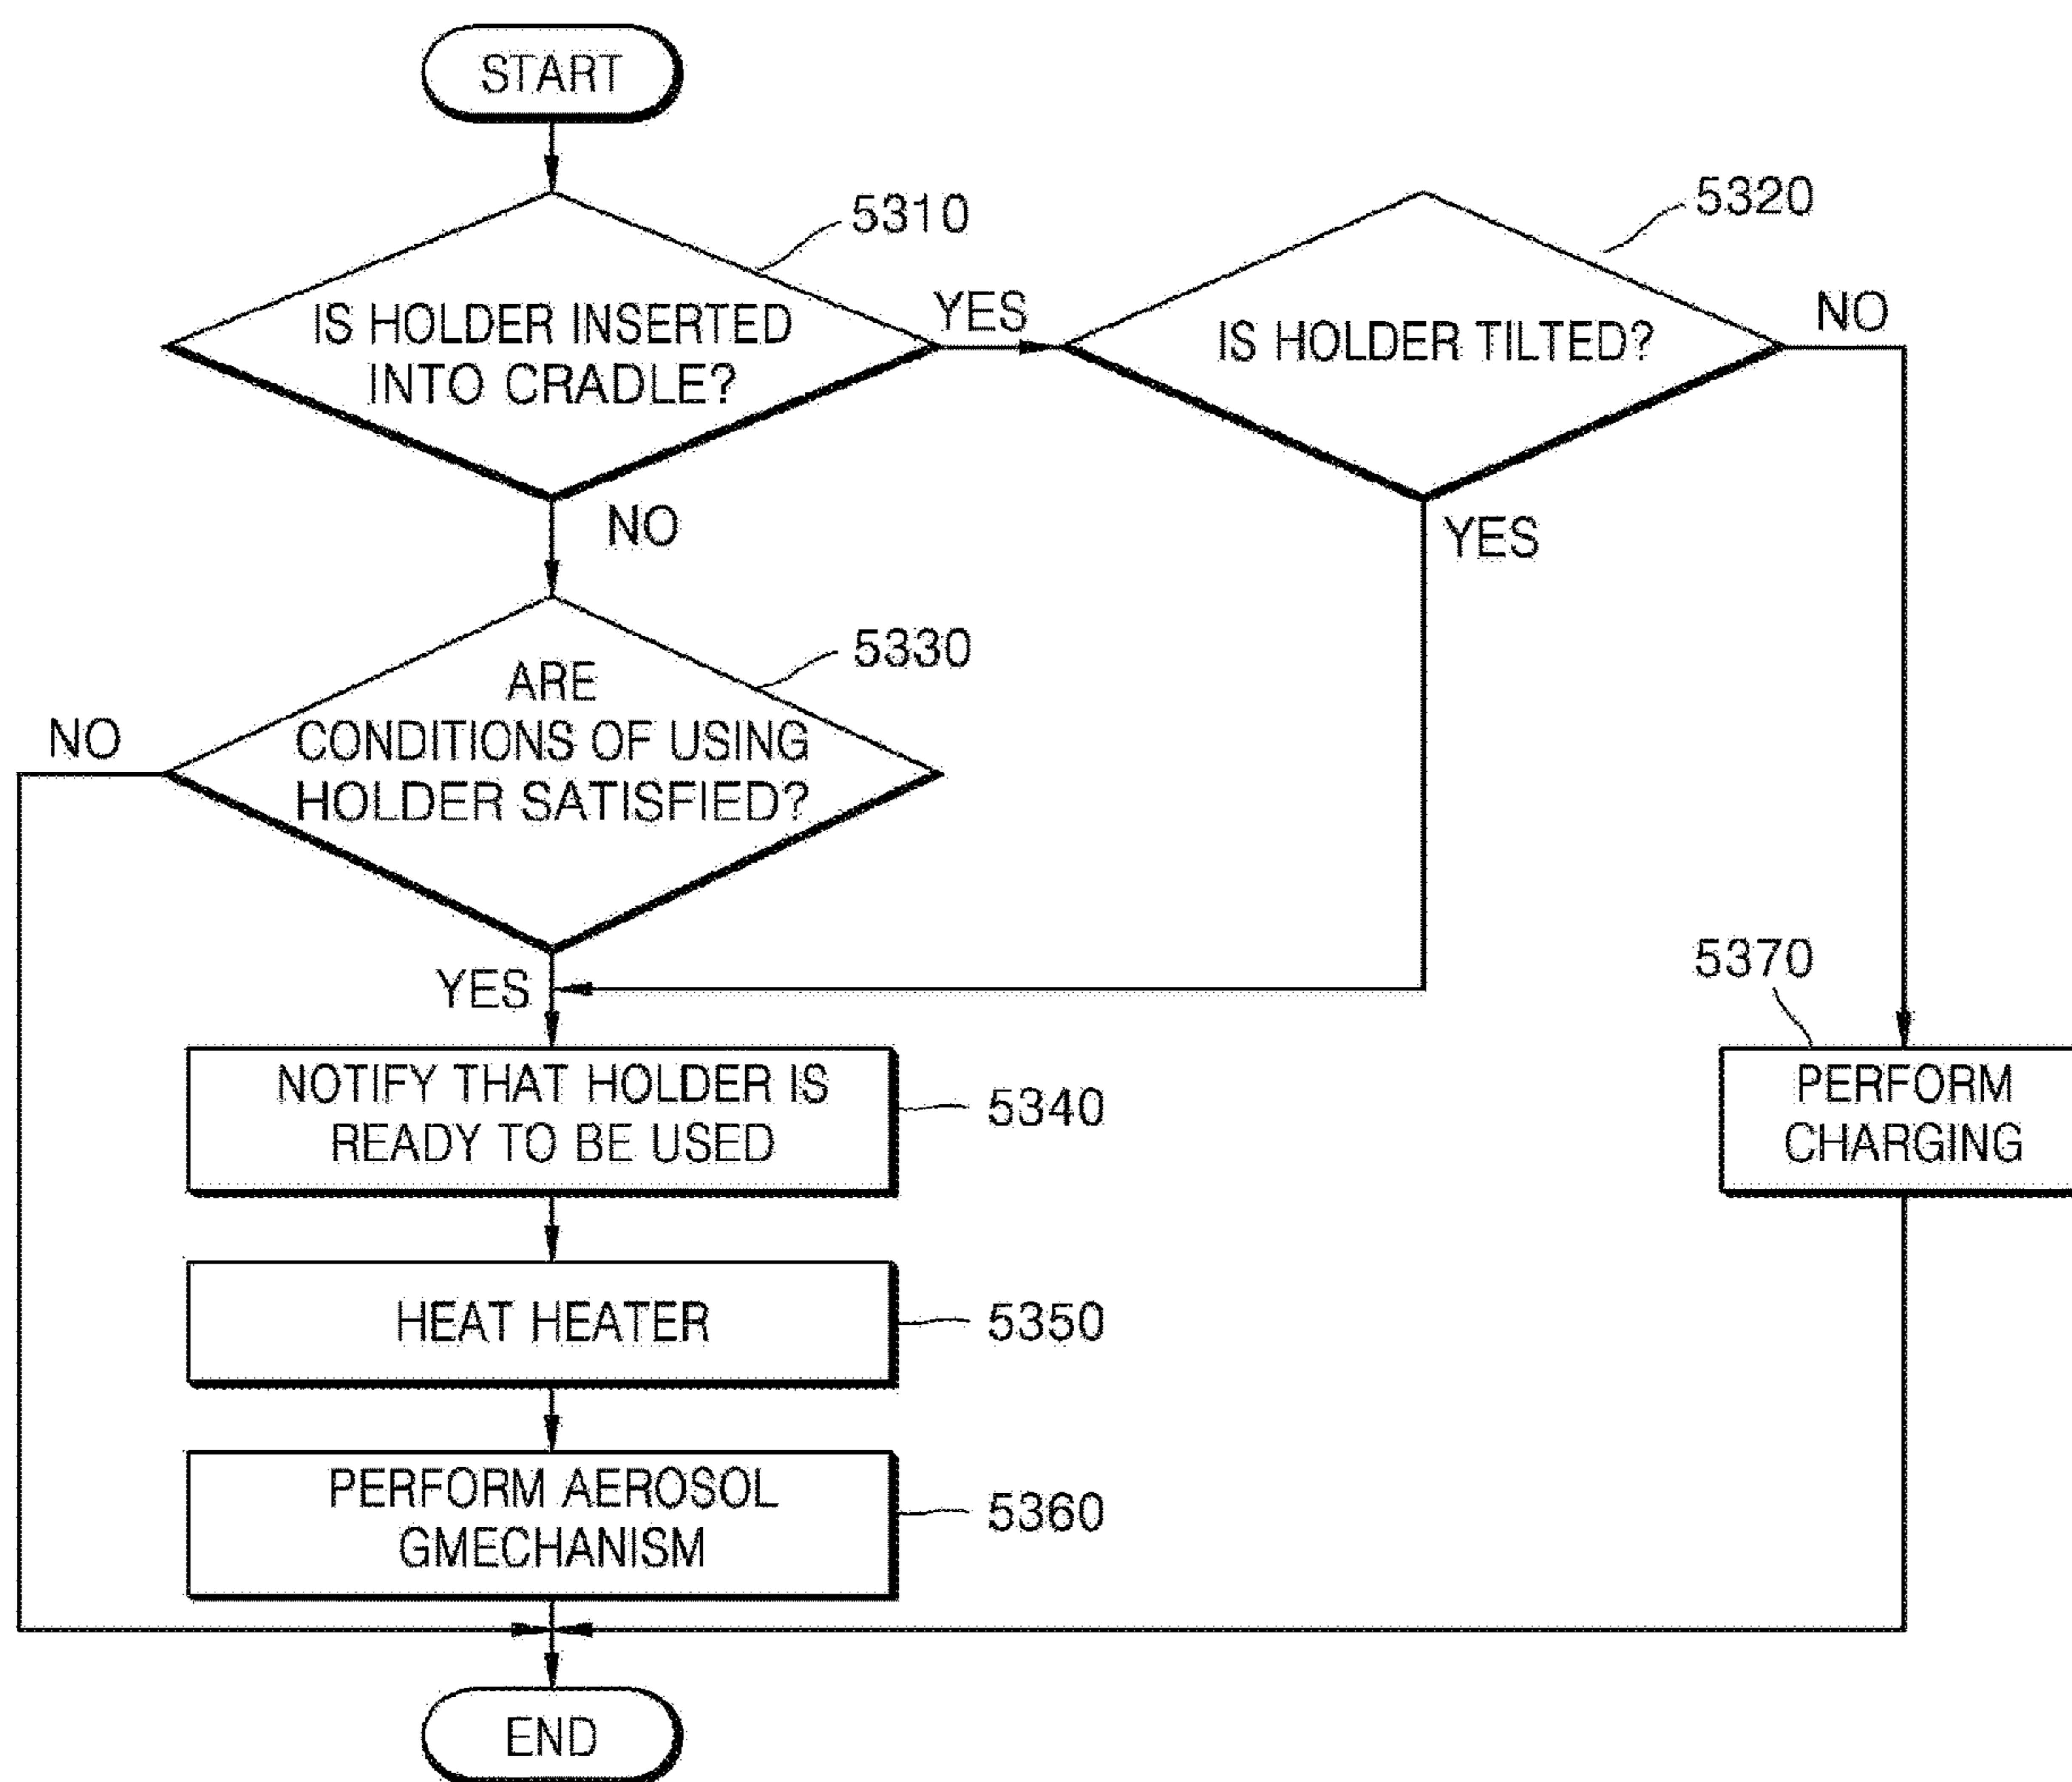 START
5310
5320
IS HOLDER INSERTED
INTO CRADLE?
YES
IS HOLDER TILTED?
NO
NO
YES
5330
ARE
CONDITIONS OF USING
HOLDER SATISFIED?
NO
YES
5370
NOTIFY THAT HOLDER IS
READY TO BE USED
5340
PERFORM
CHARGING
HEAT HEATER
5350
PERFORM AEROSOL
GMECHANISM
5360
END